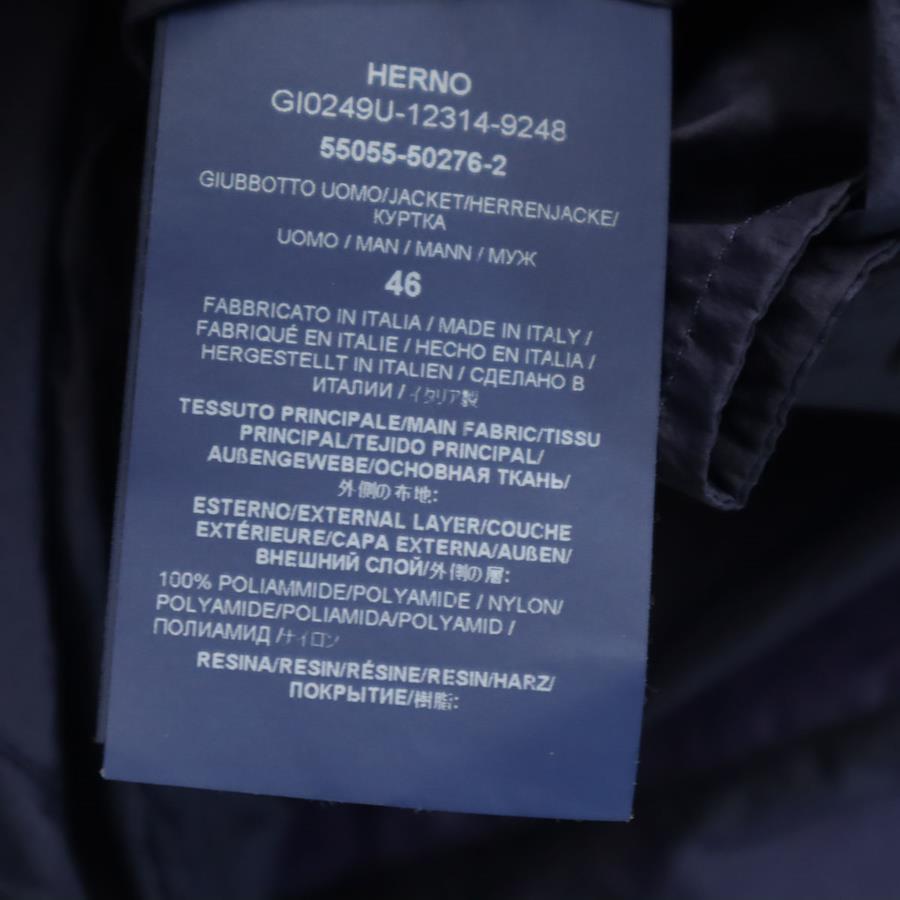 HERNO
GI0249U-12314-9248
55055-50276-2
GIUBBOTTO UOMO/JACKET/HERRENJACKE/
КУРТКА
UOMO / MAN / MANN / МУЖ
46
FABBRICATO IN ITALIA / MADE IN ITALY /
FABRIQUÉ EN ITALIE / HECHO EN ITALIA /
HERGESTELLT IN ITALIEN / СДЕЛАНО В
ИТАЛИИ / イタリア製
TESSUTO PRINCIPALE/MAIN FABRIC/TISSU
PRINCIPAL/TEJIDO PRINCIPAL/
AUßENGEWEBE/ОСНОВНАЯ ТКАНЬ/
外側の布地:
ESTERNO/EXTERNAL LAYER/COUCHE
EXTÉRIEURE/CAPA EXTERNA/AUßEN/
ВНЕШНИЙ СЛОЙ/外側の層:
100% POLIAMMIDE/POLYAMIDE / NYLON/
POLYAMIDE/POLIAMIDA/POLYAMID /
ПОЛИАМИД /ナイロン
RESINA/RESIN/RÉSINE/RESIN/HARZ/
ПОКРЫТИЕ/樹脂: